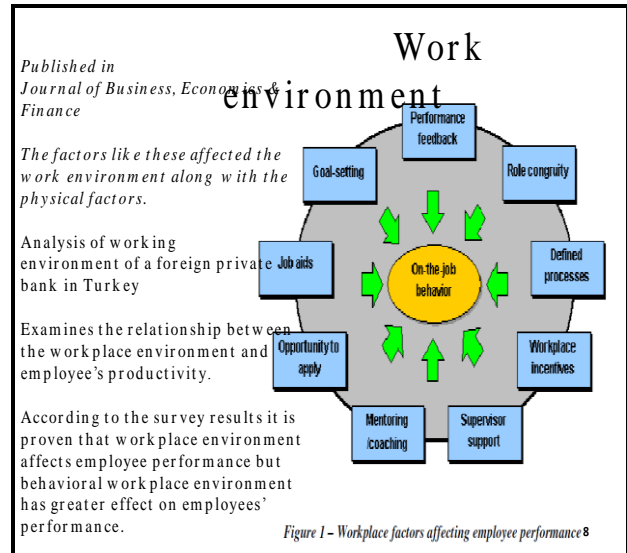 Work
environment
Published in
Journal of Business, Economics &
Finance
The factors like these affected the
work environment along with the
physical factors.
Analysis of working
environment of a foreign private
bank in Turkey
Examines the relationship between
the workplace environment and
employee's productivity.
According to the survey results it is
proven that workplace environment
affects employee performance but
behavioral workplace environment
has greater effect on employees'
performance.
Performance
feedback
Goal-setting
Role congruity
Job aids
On-the-job
behavior
Defined
processes
Opportunity to
apply
Workplace
incentives
Mentoring
/coaching
Supervisor
support
Figure 1 – Workplace factors affecting employee performance
8